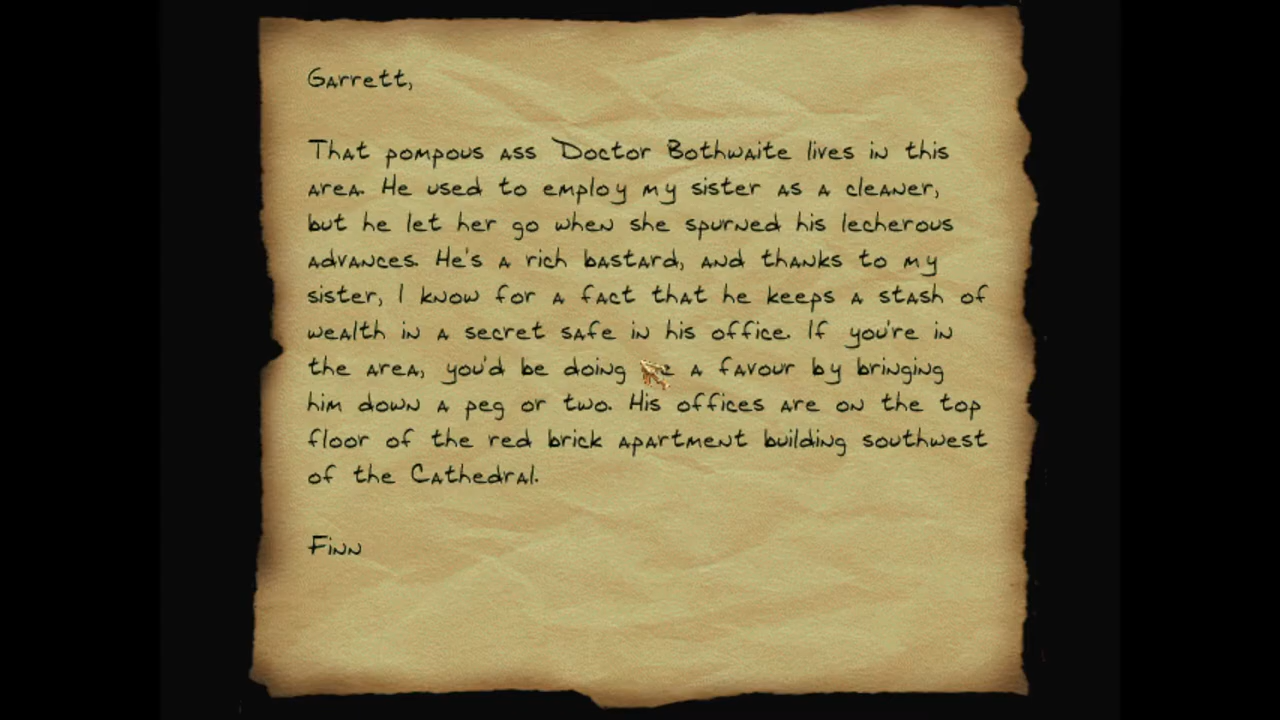 Garrett,
That pompous ass Doctor Bothwaite lives in this
area. He used to employ my sister as a cleaner,
but he let her go when she spurned his lecherous
advances. He's a rich bastard, and thanks to my
sister, I know for a fact that he keeps a stash of
wealth in a secret safe in his office. If you're in
the area, you'd be doing me a favour by bringing
him down a peg or two. His offices are on the top
floor of the red brick apartment building southwest
of the Cathedral.
Finn